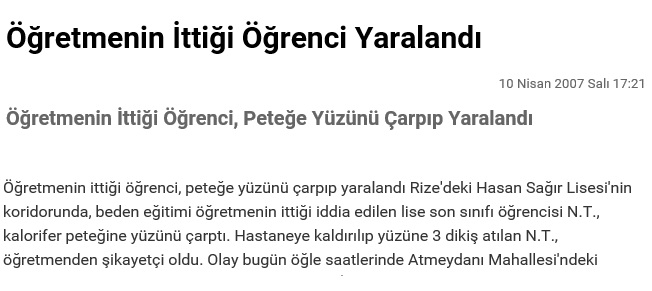 Öğretmenin İttiği Öğrenci Yaralandı
10 Nisan 2007 Salı 17:21
Öğretmenin İttiği Öğrenci, Peteğe Yüzünü Çarpıp Yaralandı
Öğretmenin ittiği öğrenci, peteğe yüzünü çarpıp yaralandı Rize'deki Hasan Sağır Lisesi'nin
koridorunda, beden eğitimi öğretmenin ittiği iddia edilen lise son sınıfı öğrencisi N.T.,
kalorifer peteğine yüzünü çarptı. Hastaneye kaldırılıp yüzüne 3 dikiş atılan N.T.,
öğretmenden şikayetçi oldu. Olay bugün öğle saatlerinde Atmeydanı Mahallesi'ndeki